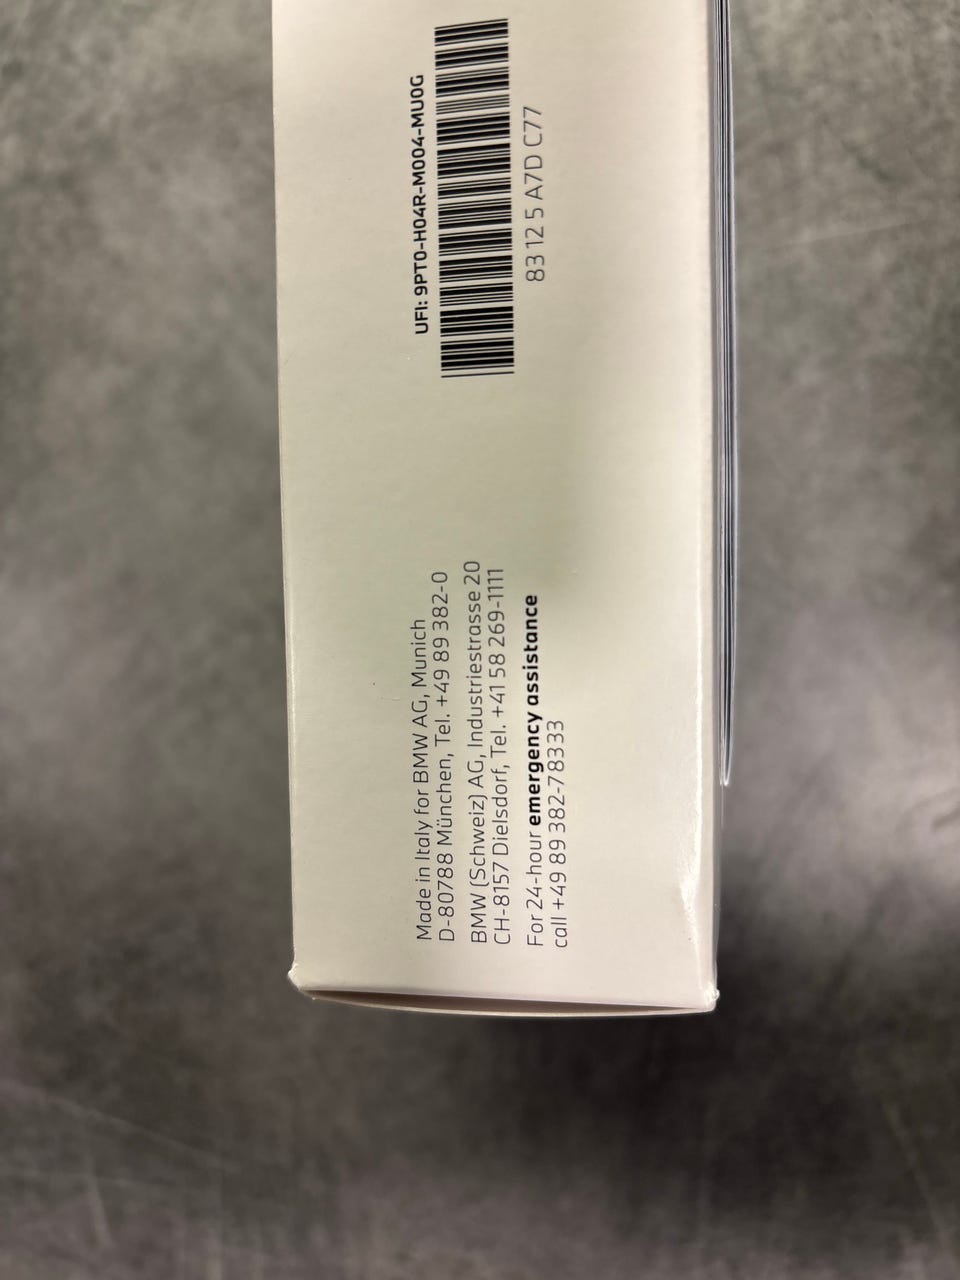 Made in Italy for BMW AG, Munich
D-80788 München, Tel. +49 89 382-0
BMW (Schweiz) AG, Industriestrasse 20
CH-8157 Dielsdorf, Tel. +41 58 269-1111
For 24-hour emergency assistance
call +49 89 382-78333
UFI: 9PT0-H04R-M004-MU0G
83 12 5 A7D C77